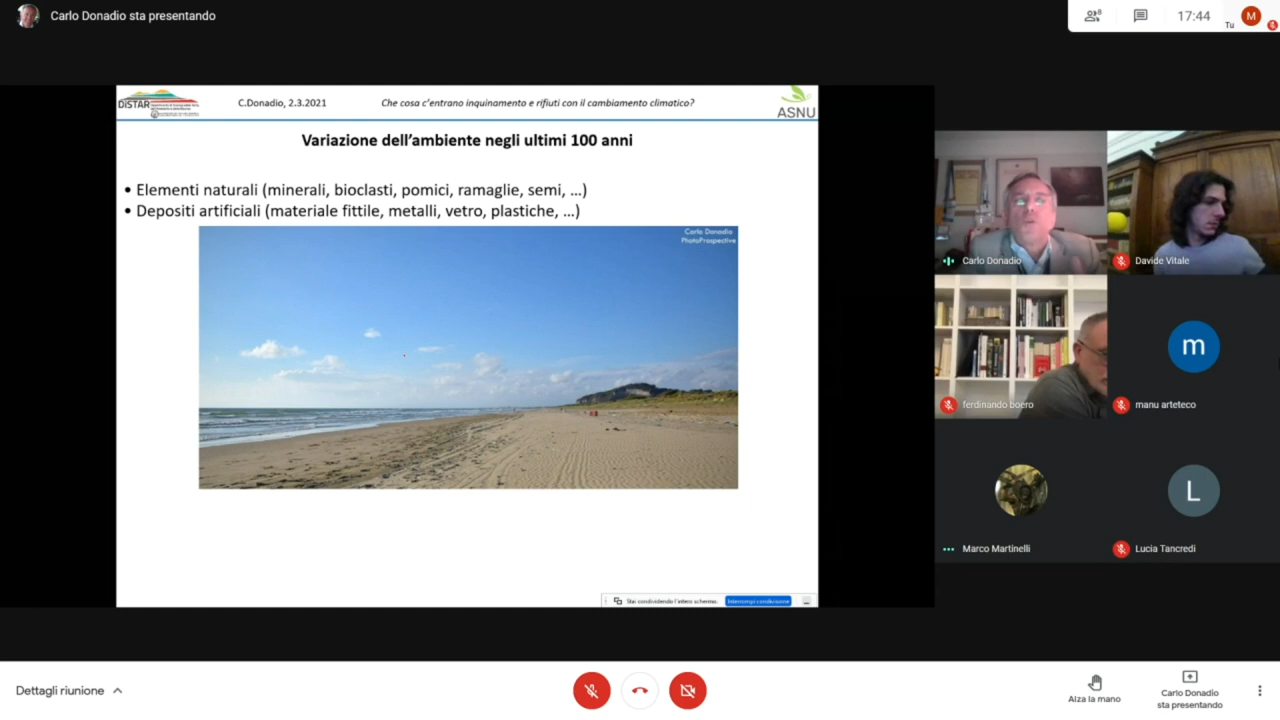 Carlo Donadio sta presentando
8
17:44
Tu
M
DiSTAR
C.Donadio, 2.3.2021
Che cosa c'entrano inquinamento e rifiuti con il cambiamento climatico?
ASNU
Variazione dell'ambiente negli ultimi 100 anni
• Elementi naturali (minerali, bioclasti, pomici, ramaglie, semi, ...)
• Depositi artificiali (materiale fittile, metalli, vetro, plastiche, ...)
Carlo Donadio
PhotoProspective
Stai condividendo l'intero schermo.
Interrompi condivisione
Carlo Donadio
Davide Vitale
ferdinando boero
m
manu arteteco
Marco Martinelli
L
Lucia Tancredi
Dettagli riunione
Alza la mano
Carlo Donadio
sta presentando